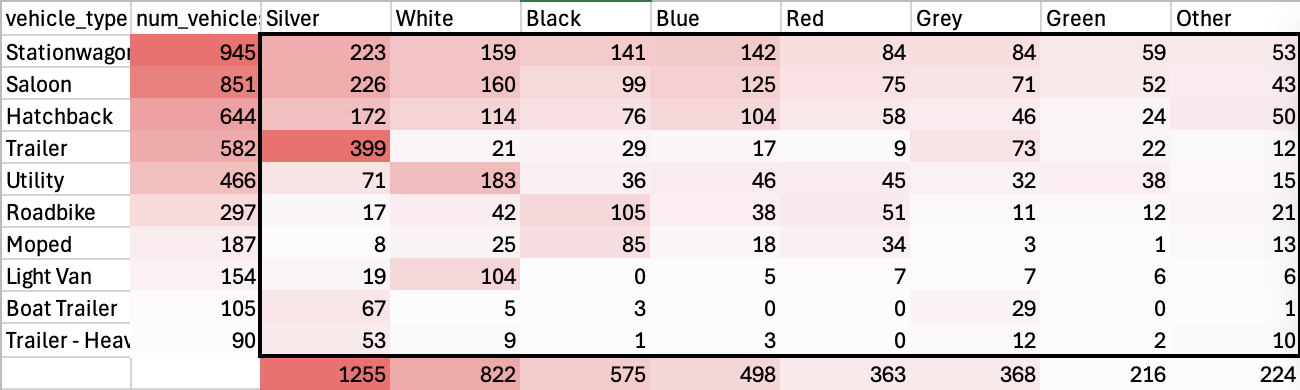 vehicle_type num_vehicles Silver White Black Blue Red Grey Green Other
Stationwagon 945 223 159 141 142 84 84 59 53
Saloon 851 226 160 99 125 75 71 52 43
Hatchback 644 172 114 76 104 58 46 24 50
Trailer 582 399 21 29 17 9 73 22 12
Utility 466 71 183 36 46 45 32 38 15
Roadbike 297 17 42 105 38 51 11 12 21
Moped 187 8 25 85 18 34 3 1 13
Light Van 154 19 104 0 5 7 7 6 6
Boat Trailer 105 67 5 3 0 0 29 0 1
Trailer - Heav 90 53 9 1 3 0 12 2 10
1255 822 575 498 363 368 216 224